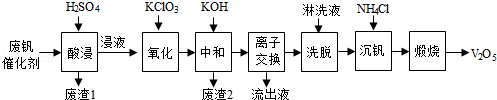 H₂SO₄ KClO₃ KOH 淋洗液 NH₄Cl
废钒催化剂 酸浸 浸液 氧化 中和 离子交换 洗脱 沉钒 煅烧 V₂O₅
废渣1 废渣2 流出液